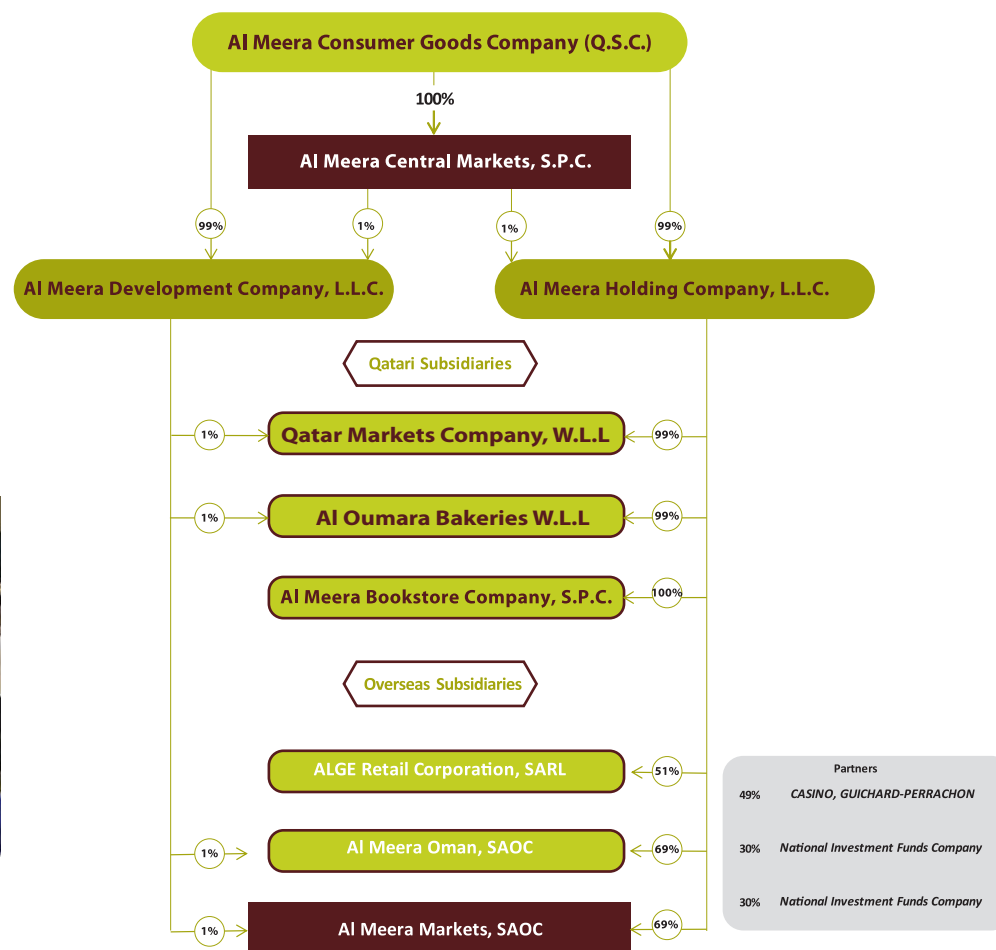 Al Meera Consumer Goods Company (Q.S.C.)
100%
Al Meera Central Markets, S.P.C.
99%
1%
1%
99%
Al Meera Development Company, L.L.C.
Al Meera Holding Company, L.L.C.
Qatari Subsidiaries
1%
Qatar Markets Company, W.L.L
99%
1%
Al Oumara Bakeries W.L.L
99%
Al Meera Bookstore Company, S.P.C.
100%
Overseas Subsidiaries
ALGE Retail Corporation, SARL
51%
Partners
49% CASINO, GUICHARD-PERRACHON
1%
Al Meera Oman, SAOC
69%
30% National Investment Funds Company
1%
Al Meera Markets, SAOC
69%
30% National Investment Funds Company